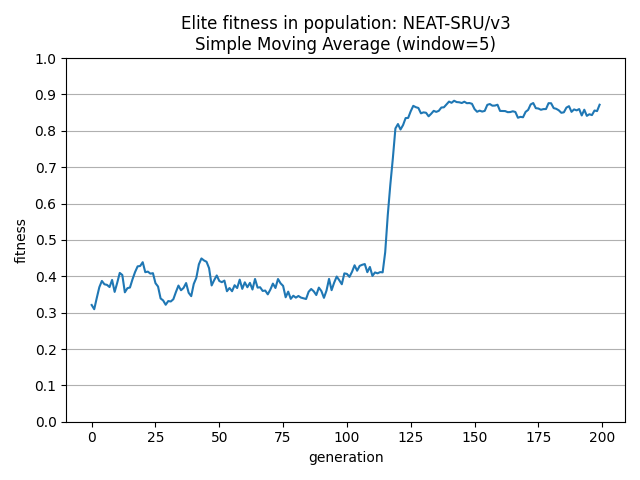 Elite fitness in population: NEAT-SRU/v3
Simple Moving Average (window=5)
1.0
0.9
0.8
0.7
0.6
0.5
0.4
0.3
0.2
0.1
0.0
fitness
0 25 50 75 100 125 150 175 200
generation